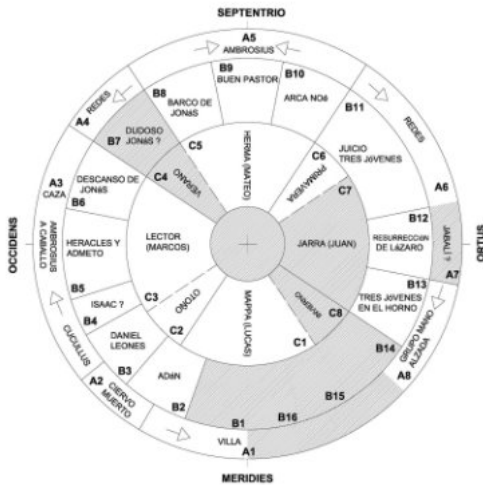 SEPTENTRIO
A5
AMBROSIUS
B9
BUEN PASTOR
B10
ARCA NOé
B8
BARCO DE
JONáS
B11
JUICIO
TRES JóVENES
REDES
A4
REDES
A6
B7
DUDOSO
JONáS ?
C5
VERANO
C4
HERMA (MATEO)
C6
PRIMAVERA
C7
A3
CAZA
DESCANSO DE
JONáS
B6
OCCIDENS
AMBROSIUS
A CABALLO
HERACLES Y
ADMETO
LECTOR
(MARCOS)
JARRA (JUAN)
B12
RESURRECCIóN
DE LáZARO
JABALí ?
A7
ORTUS
B13
TRES JóVENES
EN EL HORNO
B5
ISAAC ?
B4
C3
OTOÑO
C2
MAPPA (LUCAS)
INVIERNO
C8
C1
B14
GRUPO MANO
ALZADA
A8
CUCULLUS
DANIEL
LEONES
B3
A2
CIERVO
MUERTO
ADáN
B2
B1
B16
B15
VILLA
A1
MERIDIES